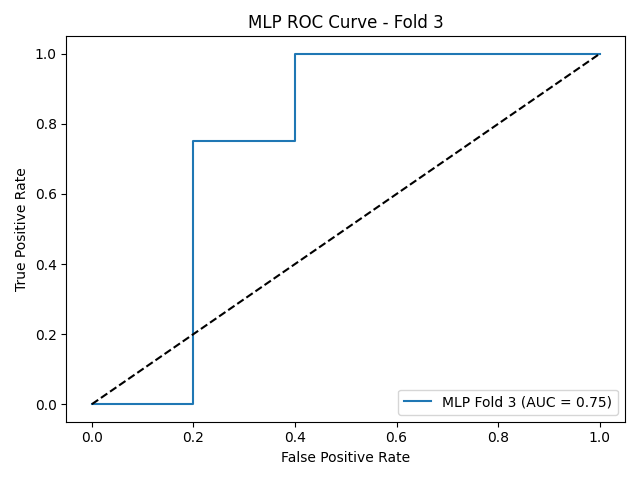 MLP ROC Curve - Fold 3
True Positive Rate
1.0
0.8
0.6
0.4
0.2
0.0
MLP Fold 3 (AUC = 0.75)
0.0 0.2 0.4 0.6 0.8 1.0
False Positive Rate